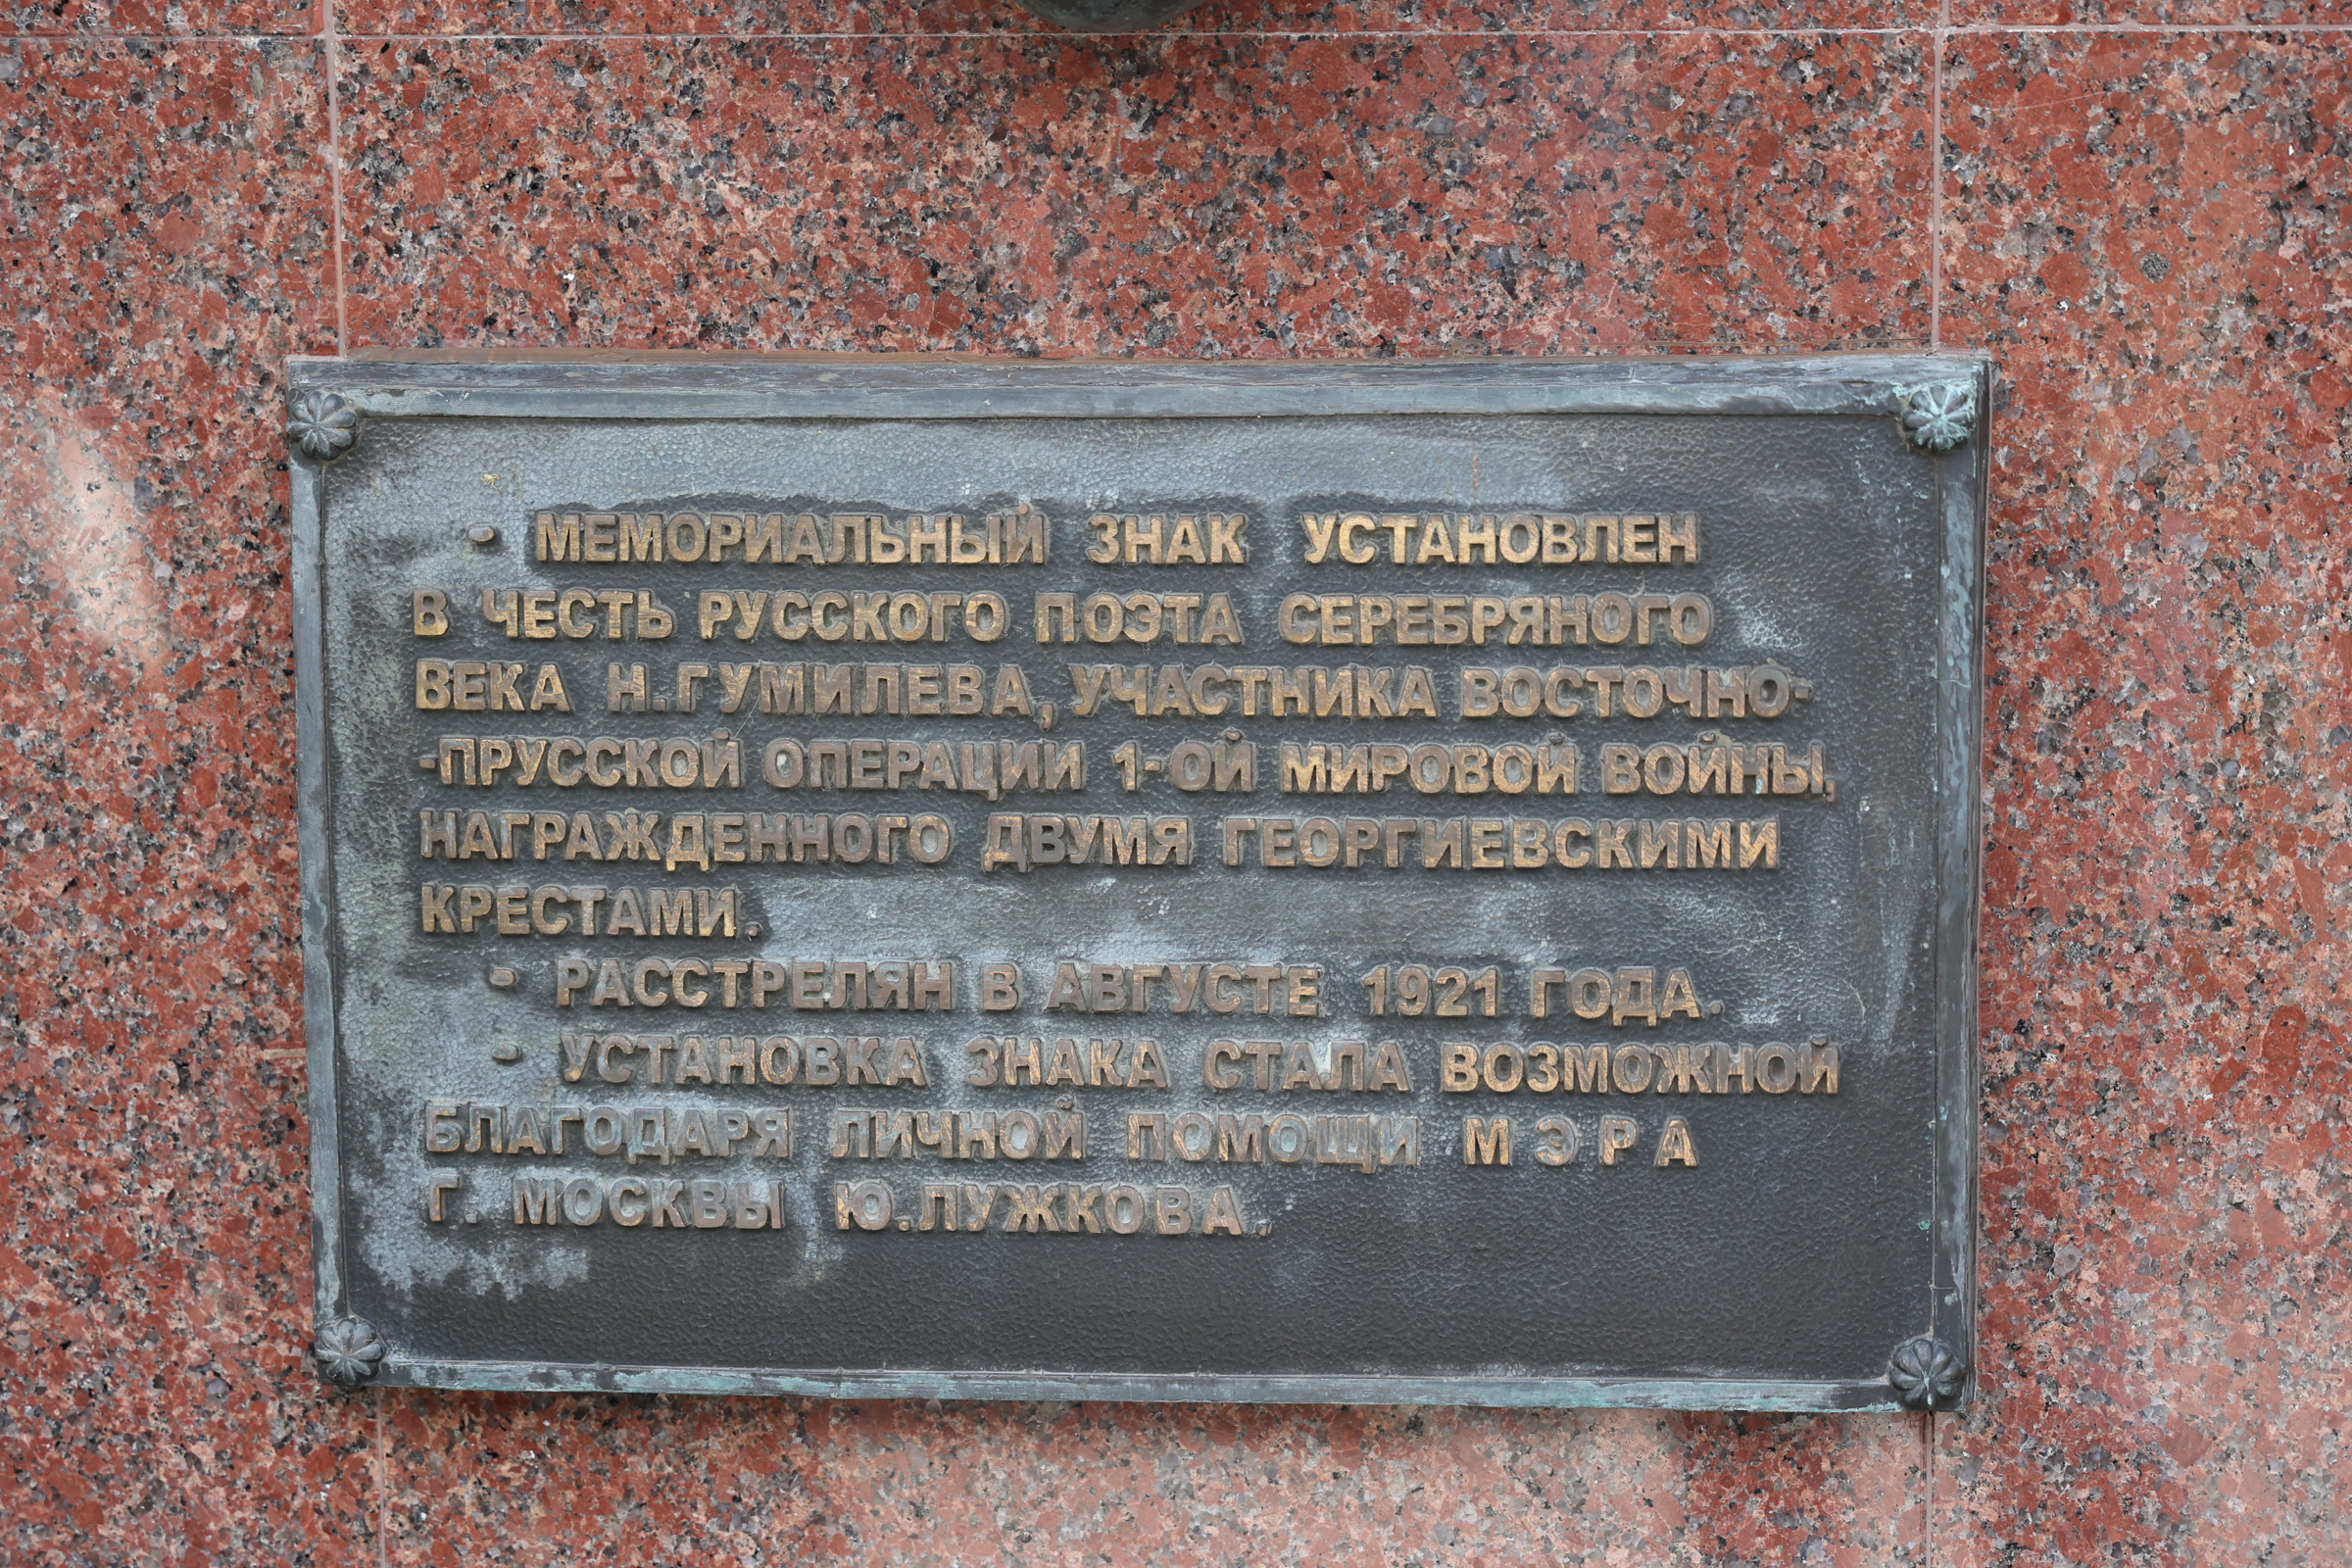 - МЕМОРИАЛЬНЫЙ ЗНАК УСТАНОВЛЕН
В ЧЕСТЬ РУССКОГО ПОЭТА СЕРЕБРЯНОГО
ВЕКА Н.ГУМИЛЕВА, УЧАСТНИКА ВОСТОЧНО-
-ПРУССКОЙ ОПЕРАЦИИ 1-ОЙ МИРОВОЙ ВОЙНЫ,
НАГРАЖДЕННОГО ДВУМЯ ГЕОРГИЕВСКИМИ
КРЕСТАМИ.
- РАССТРЕЛЯН В АВГУСТЕ 1921 ГОДА.
- УСТАНОВКА ЗНАКА СТАЛА ВОЗМОЖНОЙ
БЛАГОДАРЯ ЛИЧНОЙ ПОМОЩИ МЭРА
Г. МОСКВЫ Ю.ЛУЖКОВА.